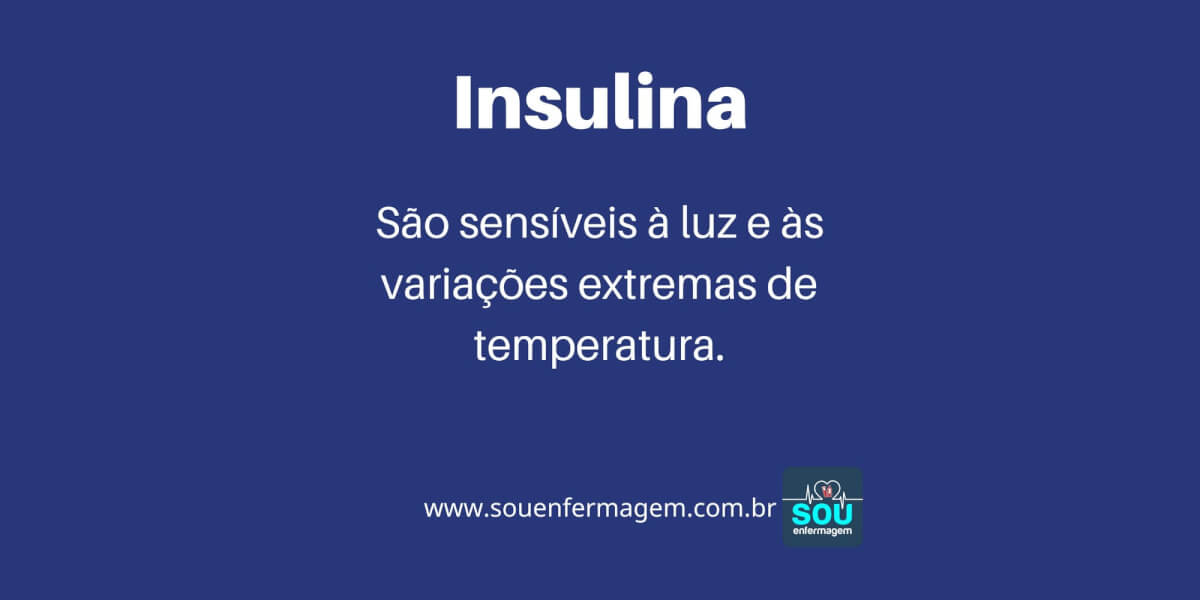 Insulina
São sensíveis à luz e às
variações extremas de
temperatura.
www.souenfermagem.com.br
SOU
enfermagem